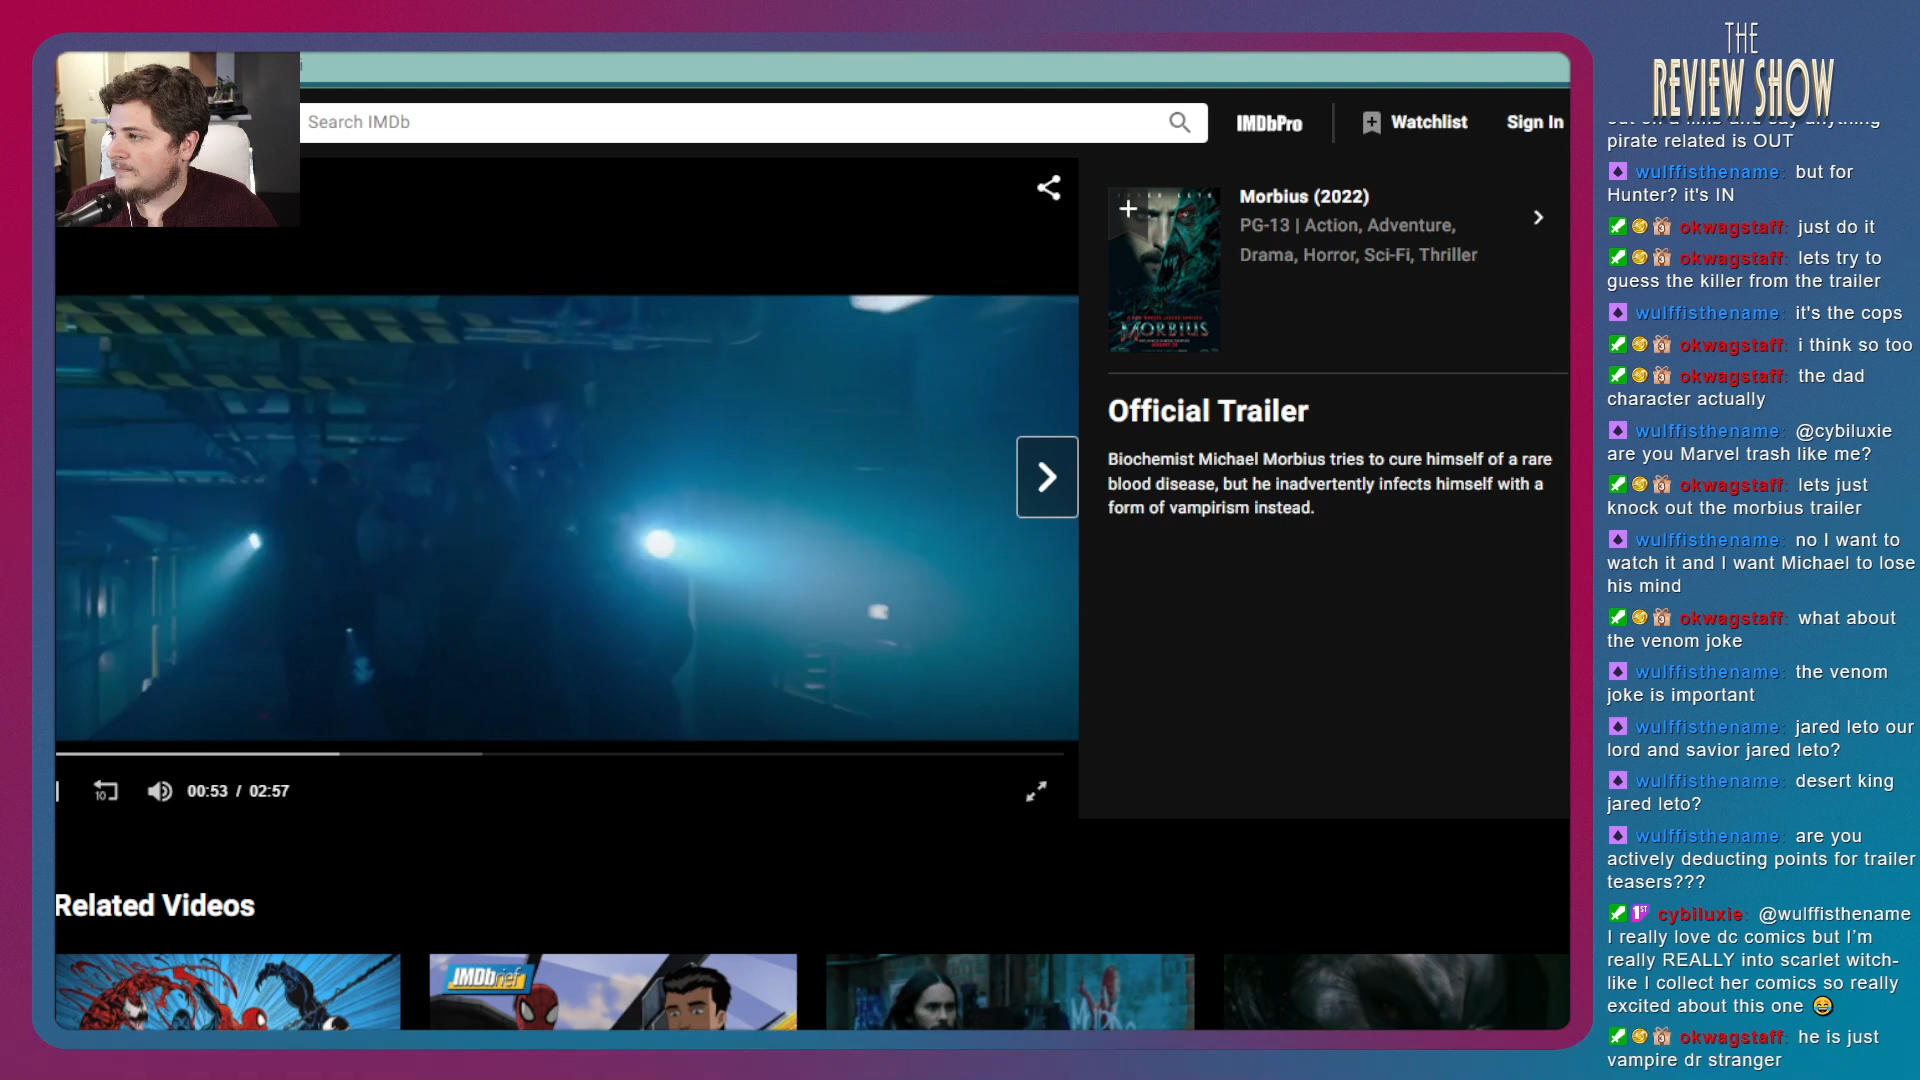 THE
REVIEW SHOW
Search IMDb
IMDbPro
Watchlist
Sign In
Morbius (2022)
PG-13 | Action, Adventure,
Drama, Horror, Sci-Fi, Thriller
MORBIUS
Official Trailer
Biochemist Michael Morbius tries to cure himself of a rare
blood disease, but he inadvertently infects himself with a
form of vampirism instead.
10
00:53 / 02:57
Related Videos
IMDbrief
pirate related is OUT
wulffisthename: but for
Hunter? it's IN
okwagstaff: just do it
okwagstaff: lets try to
guess the killer from the trailer
wulffisthename: it's the cops
okwagstaff: i think so too
okwagstaff: the dad
character actually
wulffisthename: @cybiluxie
are you Marvel trash like me?
okwagstaff: lets just
knock out the morbius trailer
wulffisthename: no I want to
watch it and I want Michael to lose
his mind
okwagstaff: what about
the venom joke
wulffisthename: the venom
joke is important
wulffisthename: jared leto our
lord and savior jared leto?
wulffisthename: desert king
jared leto?
wulffisthename: are you
actively deducting points for trailer
teasers???
1ST cybiluxie: @wulffisthename
I really love dc comics but I'm
really REALLY into scarlet witch-
like I collect her comics so really
excited about this one
okwagstaff: he is just
vampire dr stranger